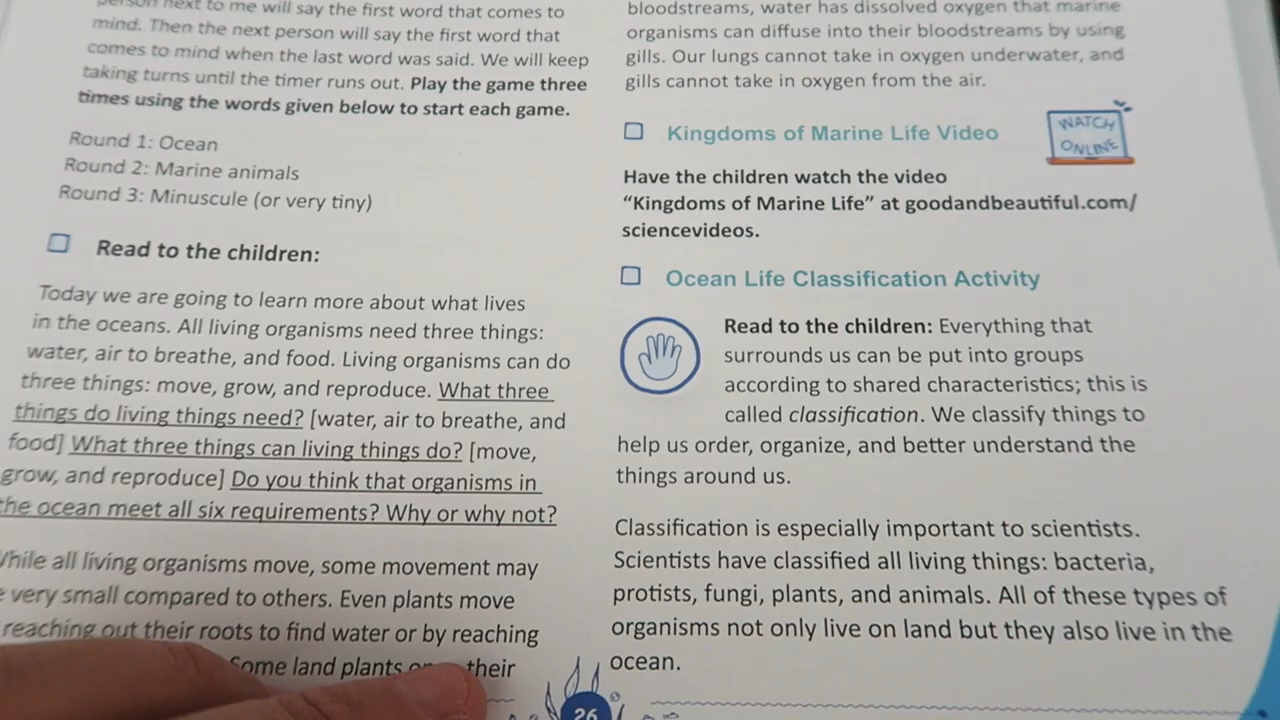 person next to me will say the first word that comes to
mind. Then the next person will say the first word that
comes to mind when the last word was said. We will keep
taking turns until the timer runs out. Play the game three
times using the words given below to start each game.
Round 1: Ocean
Round 2: Marine animals
Round 3: Minuscule (or very tiny)
Read to the children:
Today we are going to learn more about what lives
in the oceans. All living organisms need three things:
water, air to breathe, and food. Living organisms can do
three things: move, grow, and reproduce. What three
things do living things need? [water, air to breathe, and
food] What three things can living things do? [move,
grow, and reproduce] Do you think that organisms in
the ocean meet all six requirements? Why or why not?
While all living organisms move, some movement may
very small compared to others. Even plants move
reaching out their roots to find water or by reaching
Some land plants their
bloodstreams, water has dissolved oxygen that marine
organisms can diffuse into their bloodstreams by using
gills. Our lungs cannot take in oxygen underwater, and
gills cannot take in oxygen from the air.
Kingdoms of Marine Life Video
WATCH
ONLINE
Have the children watch the video
“Kingdoms of Marine Life” at goodandbeautiful.com/
sciencevideos.
Ocean Life Classification Activity
Read to the children: Everything that
surrounds us can be put into groups
according to shared characteristics; this is
called classification. We classify things to
help us order, organize, and better understand the
things around us.
Classification is especially important to scientists.
Scientists have classified all living things: bacteria,
protists, fungi, plants, and animals. All of these types of
organisms not only live on land but they also live in the
ocean.
26